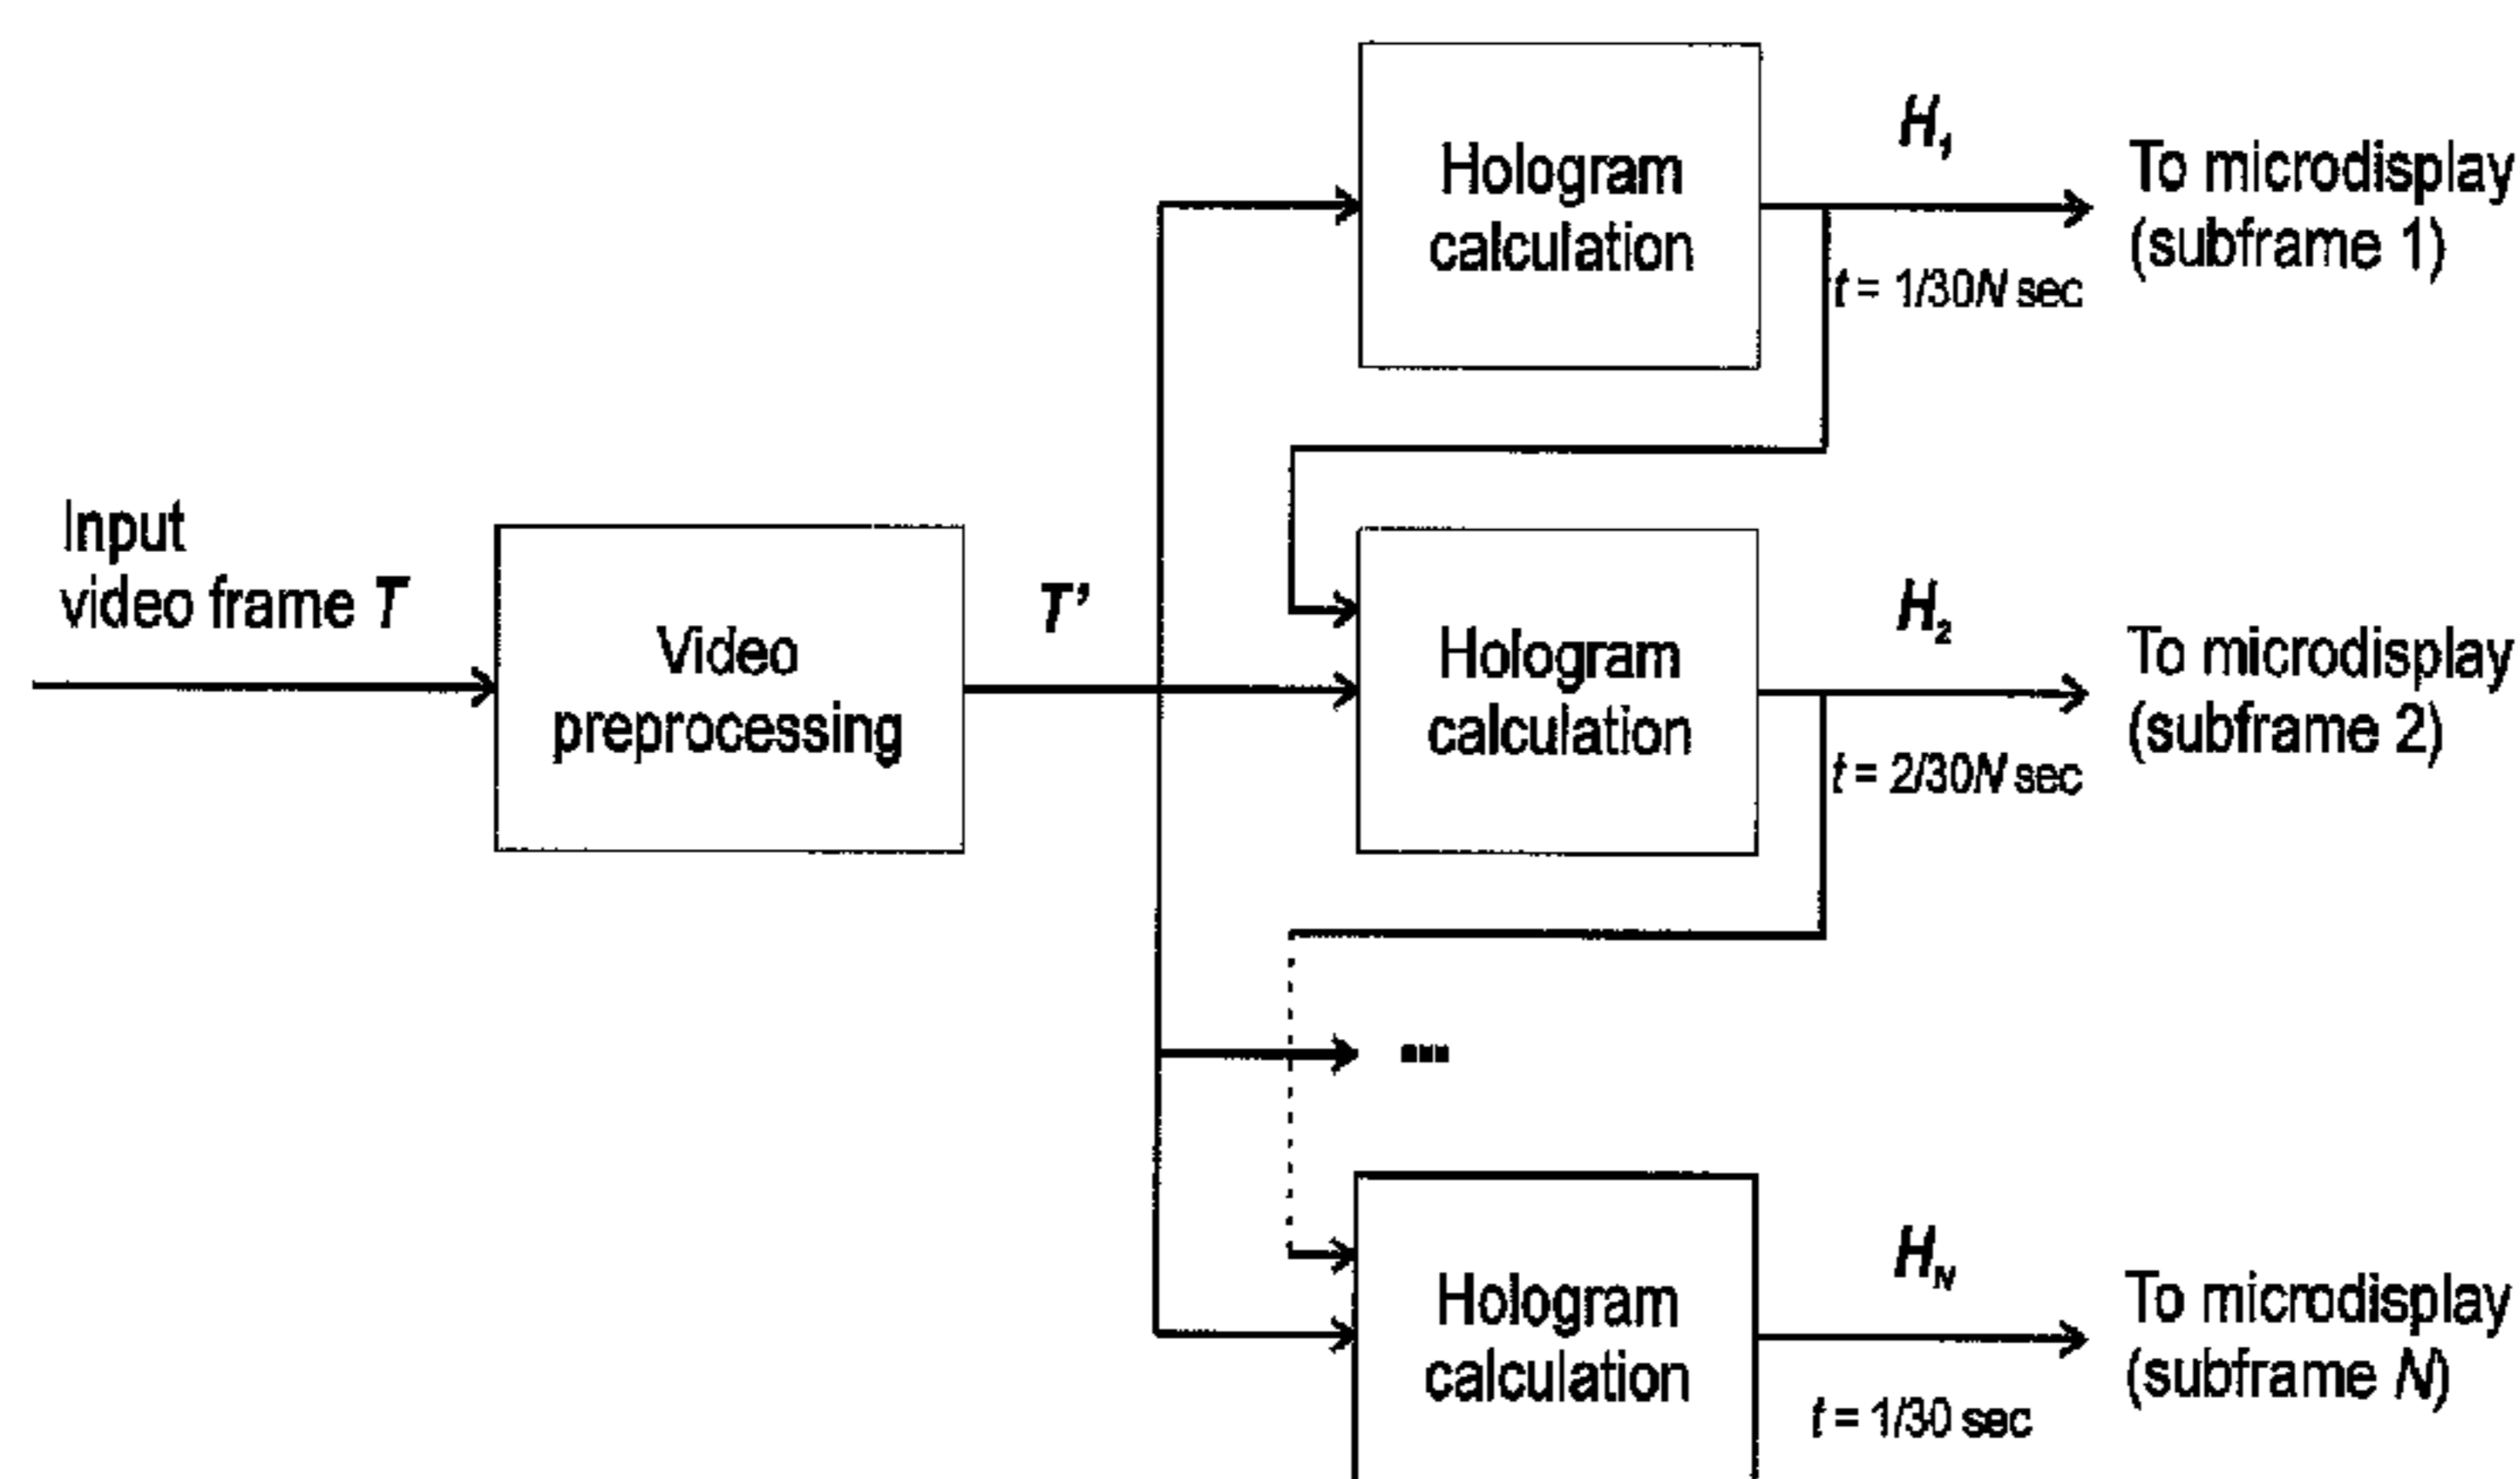 Input
video frame T
Video
preprocessing
T’
Hologram
calculation
H1
t = 1/30N sec
To microdisplay
(subframe 1)
Hologram
calculation
H2
t = 2/30N sec
To microdisplay
(subframe 2)
...
Hologram
calculation
HN
t = 1/30 sec
To microdisplay
(subframe N)